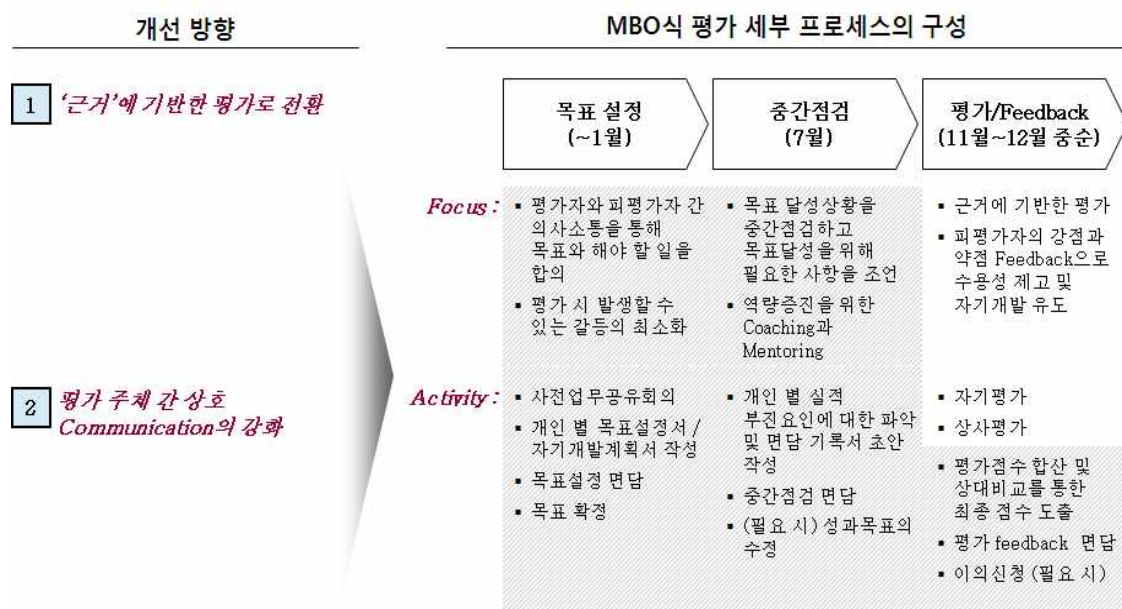 개선 방향
MBO식 평가 세부 프로세스의 구성
1 '근거'에 기반한 평가로 전환
2 평가 주체 간 상호
Communication의 강화
목표 설정
(~1월)
중간점검
(7월)
평가/Feedback
(11월~12월 중순)
Focus :
▪ 평가자와 피평가자 간
의사소통을 통해
목표와 해야 할 일을
합의
▪ 평가 시 발생할 수
있는 갈등의 최소화
▪ 목표 달성상황을
중간점검하고
목표달성을 위해
필요한 사항을 조언
▪ 역량증진을 위한
Coaching과
Mentoring
▪ 근거에 기반한 평가
▪ 피평가자의 강점과
약점 Feedback으로
수용성 제고 및
자기개발 유도
Activity :
▪ 사전업무공유회의
▪ 개인 별 목표설정서 /
자기개발계획서 작성
▪ 목표설정 면담
▪ 목표 확정
▪ 개인 별 실적
부진요인에 대한 파악
및 면담 기록서 초안
작성
▪ 중간점검 면담
▪ (필요 시) 성과목표의
수정
▪ 자기평가
▪ 상사평가
▪ 평가점수 합산 및
상대비교를 통한
최종 점수 도출
▪ 평가 feedback 면담
▪ 이의신청 (필요 시)